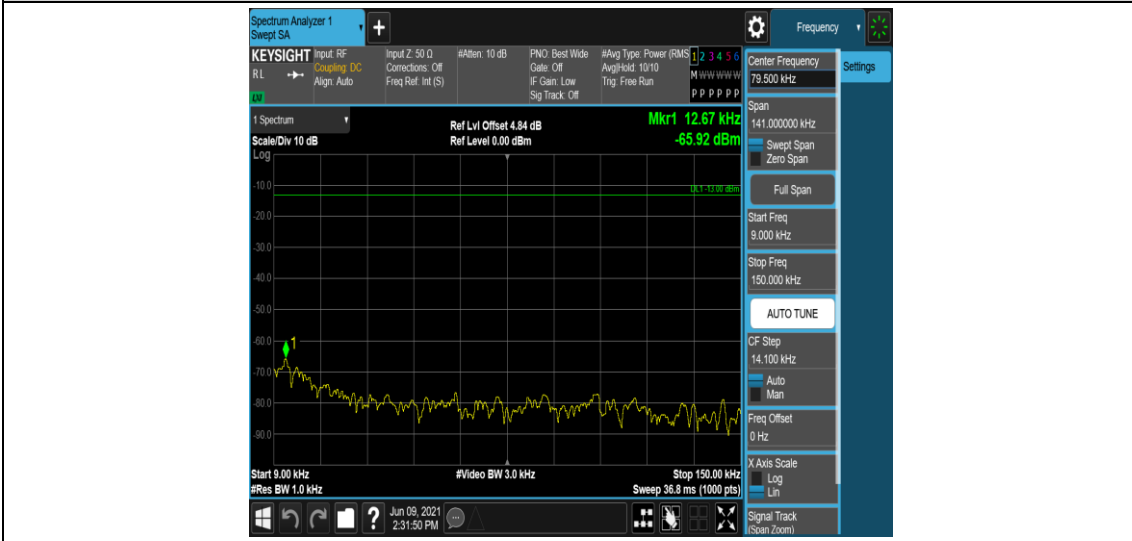 Spectrum Analyzer 1
Swept SA
+
Frequency
KEYSIGHT
RL
LXI
Input: RF
Coupling: DC
Align: Auto
Input Z: 50 Ω
Corrections: Off
Freq Ref: Int (S)
#Atten: 10 dB
PNO: Best Wide
Gate: Off
IF Gain: Low
Sig Track: Off
#Avg Type: Power (RMS
Avg|Hold: 10/10
Trig: Free Run
1 2 3 4 5 6
M W W W W W
P P P P P P
Settings
1 Spectrum
Scale/Div 10 dB
Log
Ref Lvl Offset 4.84 dB
Ref Level 0.00 dBm
Mkr1 12.67 kHz
-65.92 dBm
DL1 -13.00 dBm
-10.0
-20.0
-30.0
-40.0
-50.0
-60.0
-70.0
-80.0
-90.0
1
Start 9.00 kHz
#Res BW 1.0 kHz
#Video BW 3.0 kHz
Stop 150.00 kHz
Sweep 36.8 ms (1000 pts)
Center Frequency
79.500 kHz
Span
141.000000 kHz
Swept Span
Zero Span
Full Span
Start Freq
9.000 kHz
Stop Freq
150.000 kHz
AUTO TUNE
CF Step
14.100 kHz
Auto
Man
Freq Offset
0 Hz
X Axis Scale
Log
Lin
Signal Track
(Span Zoom)
?
Jun 09, 2021
2:31:50 PM